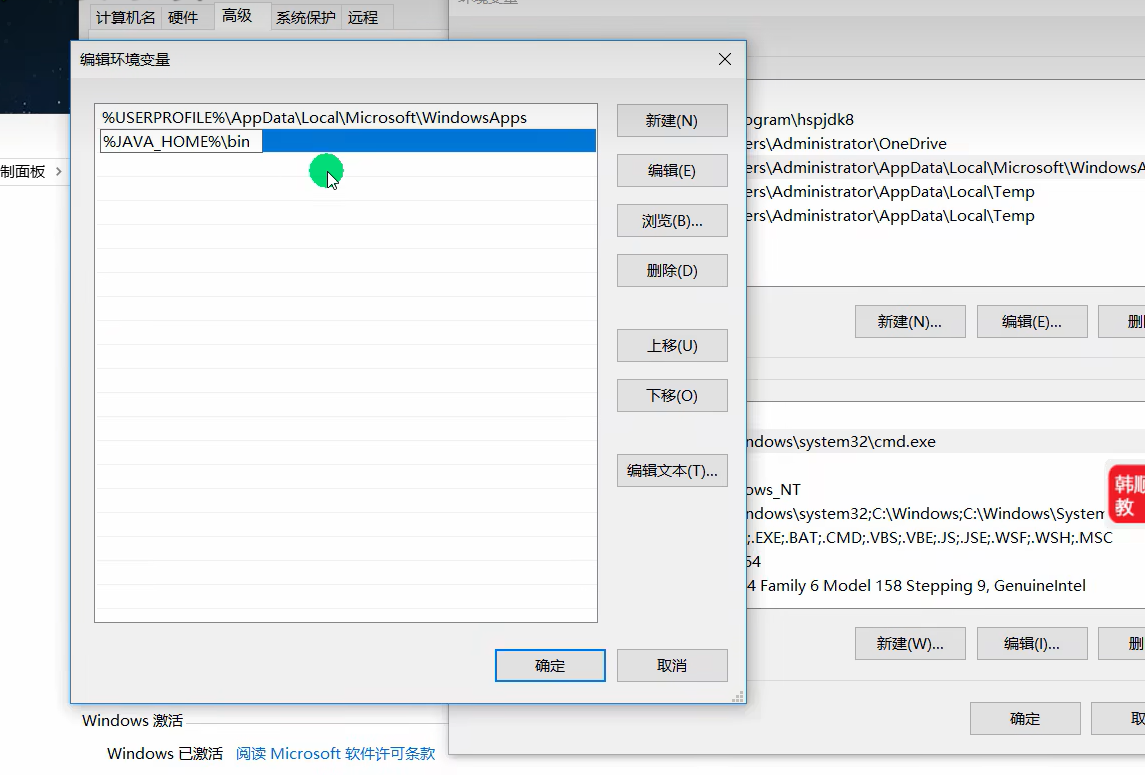 计算机名 硬件 高级 系统保护 远程
编辑环境变量
%USERPROFILE%\AppData\Local\Microsoft\WindowsApps
%JAVA_HOME%\bin
新建(N)
编辑(E)
浏览(B)...
删除(D)
上移(U)
下移(O)
编辑文本(T)...
确定
取消
制面板
ogram\hspjdk8
ers\Administrator\OneDrive
ers\Administrator\AppData\Local\Microsoft\WindowsA
ers\Administrator\AppData\Local\Temp
ers\Administrator\AppData\Local\Temp
新建(N)... 编辑(E)... 删
ndows\system32\cmd.exe
ows_NT
ndows\system32;C:\Windows;C:\Windows\System
;.EXE;.BAT;.CMD;.VBS;.VBE;.JS;.JSE;.WSF;.WSH;.MSC
64
4 Family 6 Model 158 Stepping 9, GenuineIntel
韩顺
教
新建(W)... 编辑(I)... 删
确定 取
Windows 激活
Windows 已激活 阅读 Microsoft 软件许可条款